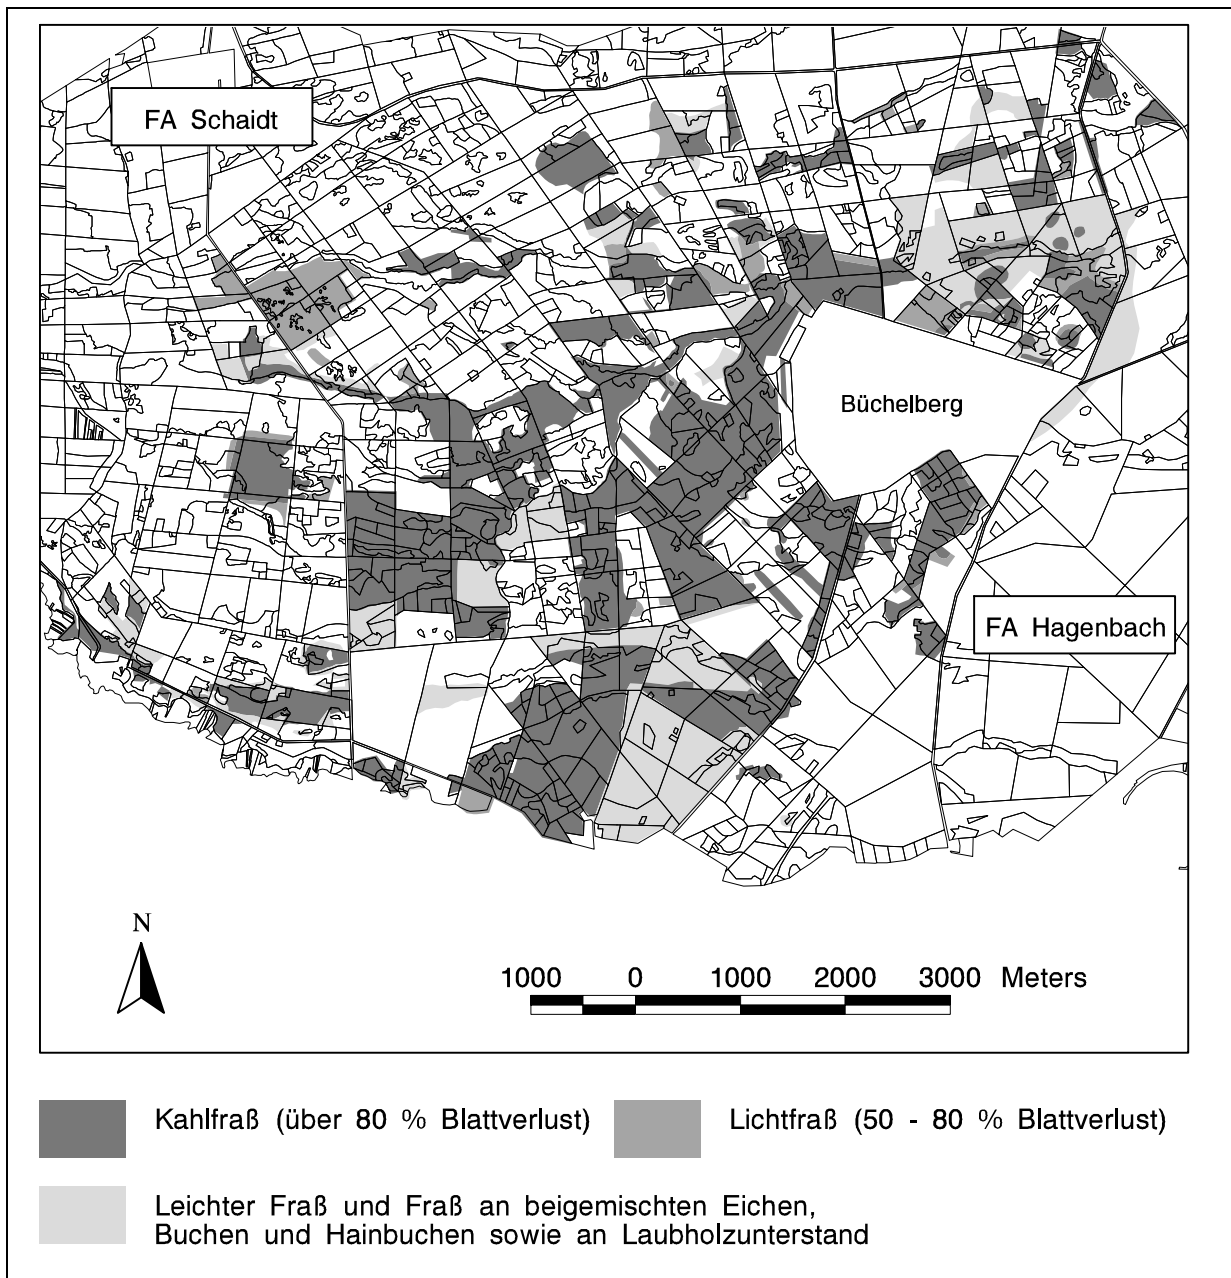 FA Schaidt
Büchelberg
FA Hagenbach
N
1000 0 1000 2000 3000 Meters
Kahlfraß (über 80 % Blattverlust)
Lichtfraß (50 - 80 % Blattverlust)
Leichter Fraß und Fraß an beigemischten Eichen,
Buchen und Hainbuchen sowie an Laubholzunterstand